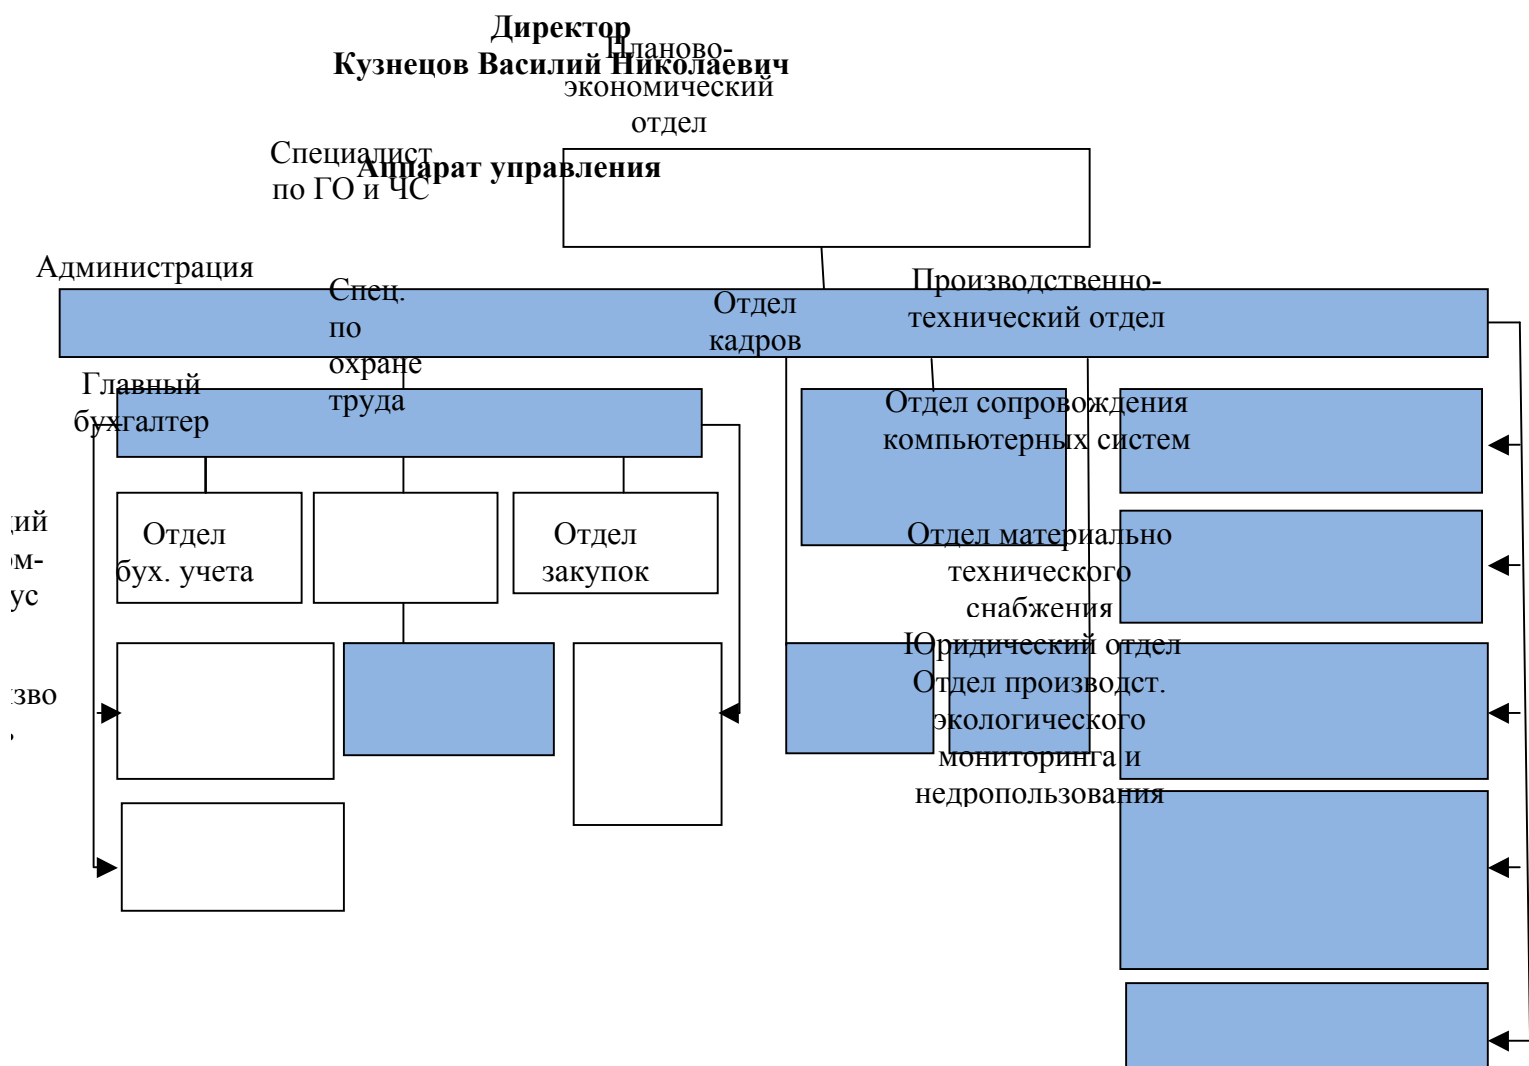 Директор
Кузнецов Василий Николаевич
Планово-
экономический
отдел
Специалист
по ГО и ЧС
Аппарат управления
Администрация
Спец.
по
охране
труда
Отдел
кадров
Производственно-
технический отдел
Главный
бухгалтер
Отдел сопровождения
компьютерных систем
Отдел
бух. учета
Отдел
закупок
Отдел материально
технического
снабжения
Юридический отдел
Отдел производст.
экологического
мониторинга и
недропользования